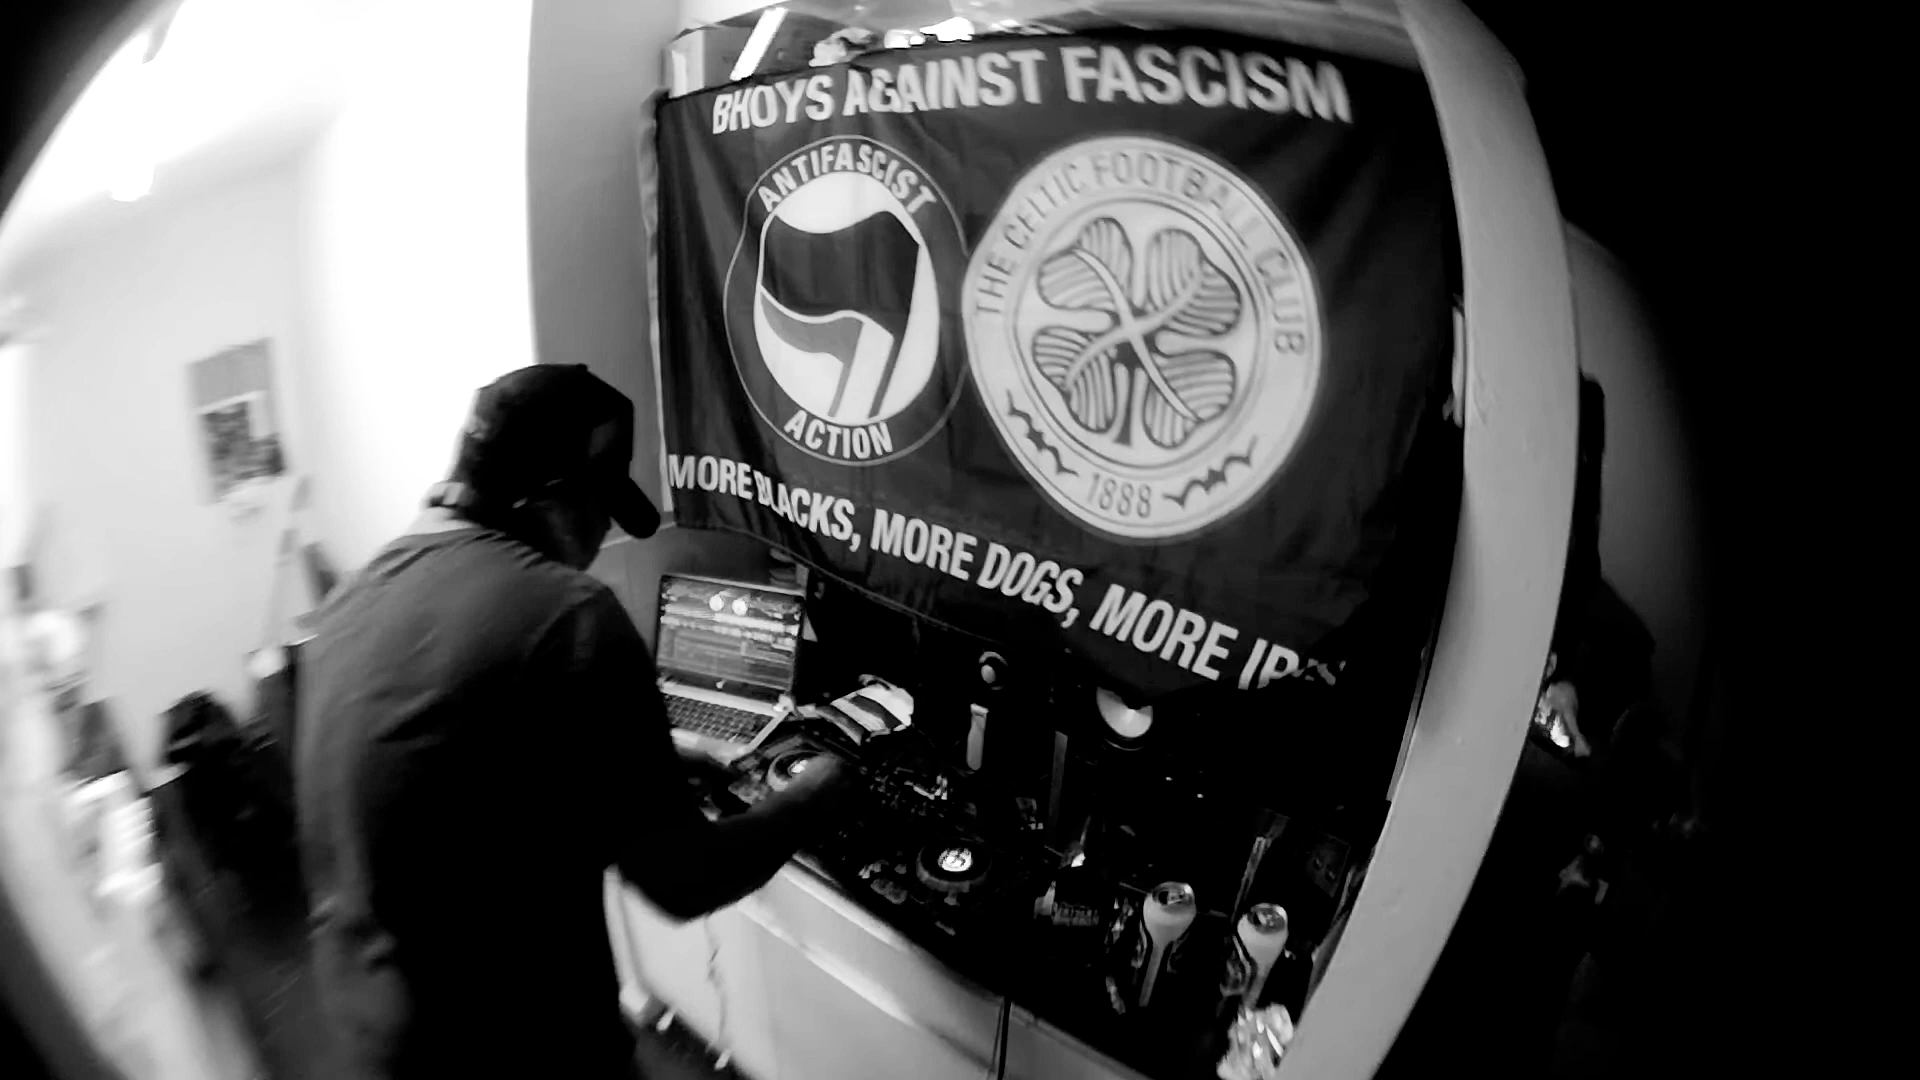 BHOYS AGAINST FASCISM
ANTIFASCIST
ACTION
THE CELTIC FOOTBALL CLUB
1888
MORE BLACKS, MORE DOGS, MORE